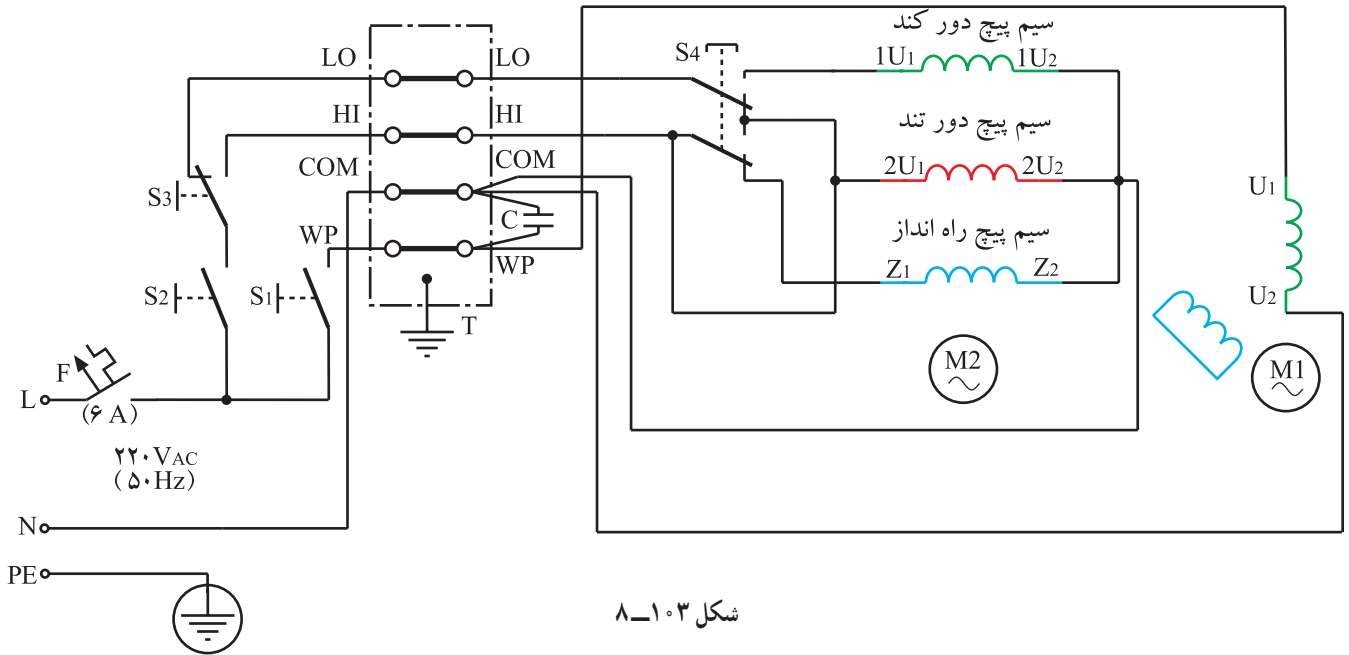 سیم پیچ دور کند
1U1
1U2
S4
LO
LO
HI
HI
سیم پیچ دور تند
COM
COM
2U1
2U2
U1
S3
C
WP
WP
سیم پیچ راه انداز
Z1
Z2
U2
S2
S1
T
F
M2
M1
L
(۶ A)
۲۲۰VAC
(۵۰Hz)
N
PE
شکل ۱۰۳ــ۸